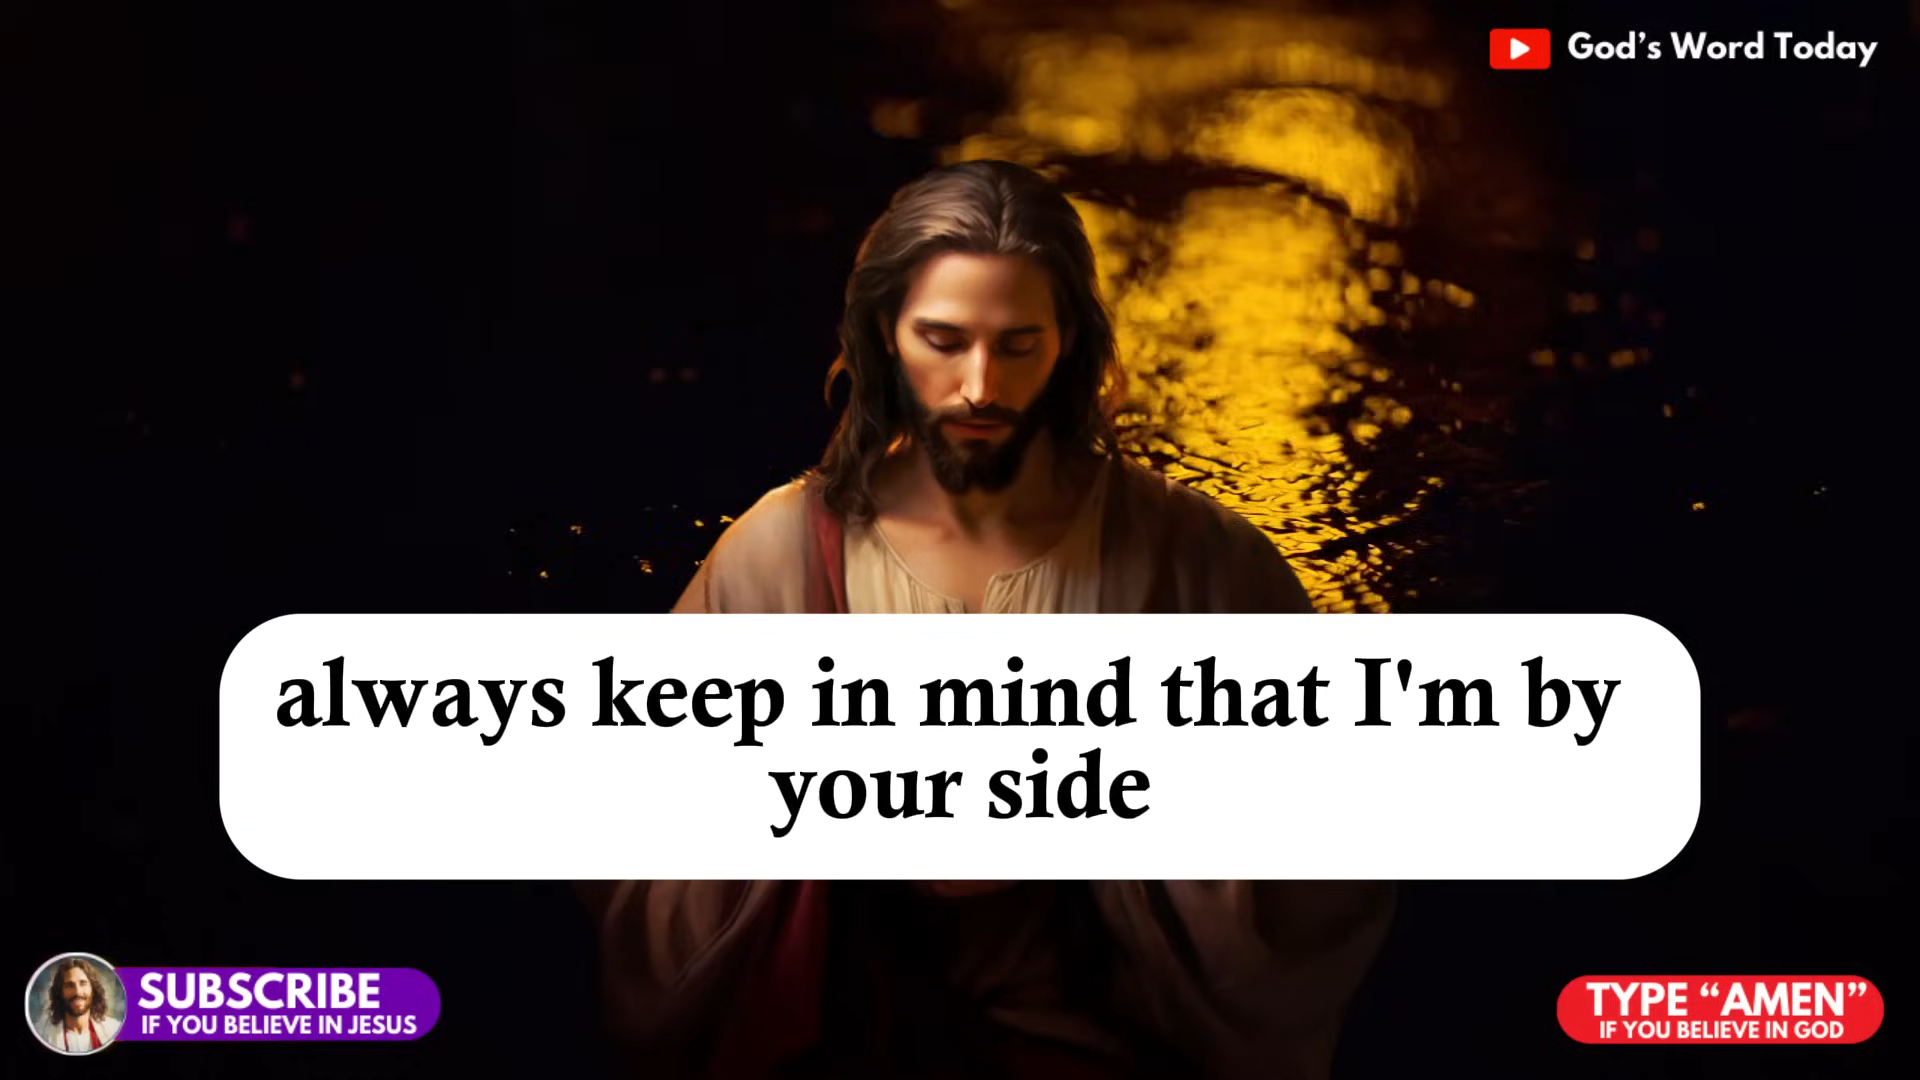 God’s Word Today
always keep in mind that I'm by
your side
SUBSCRIBE
IF YOU BELIEVE IN JESUS
TYPE “AMEN”
IF YOU BELIEVE IN GOD